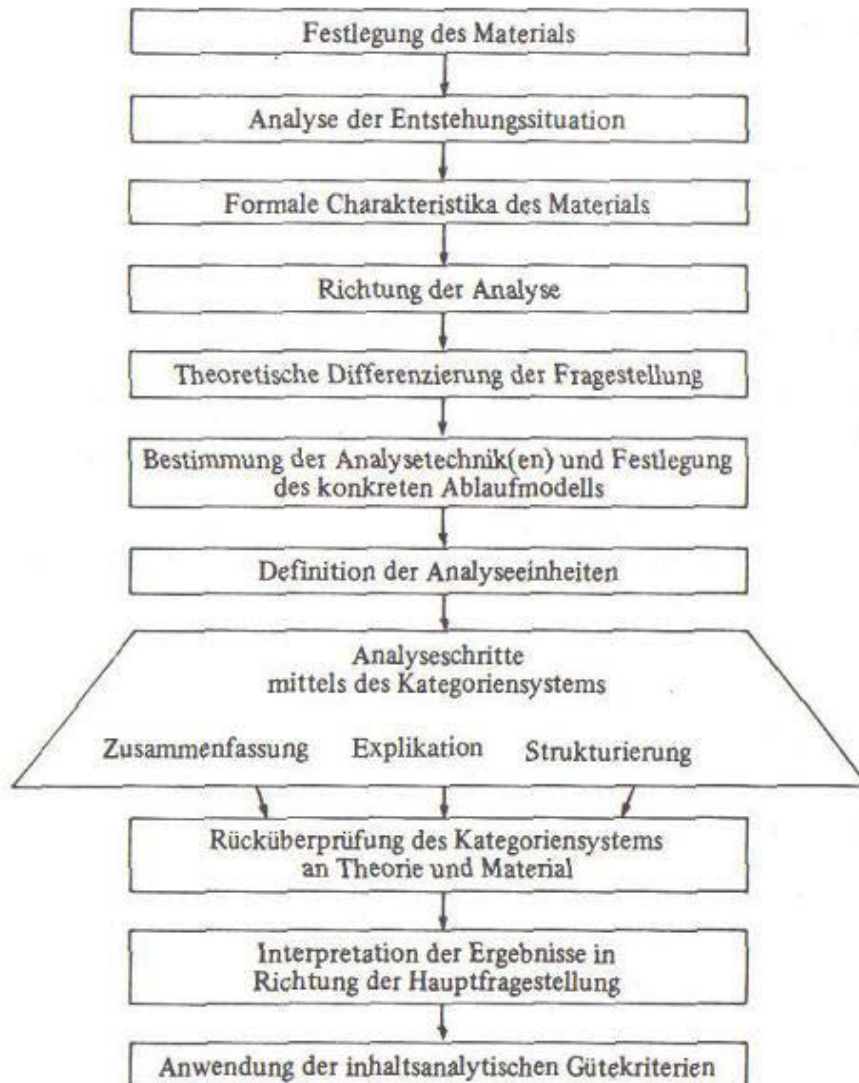 Festlegung des Materials
Analyse der Entstehungssituation
Formale Charakteristika des Materials
Richtung der Analyse
Theoretische Differenzierung der Fragestellung
Bestimmung der Analysetechnik(en) und Festlegung
des konkreten Ablaufmodells
Definition der Analyseeinheiten
Analyseschritte
mittels des Kategoriensystems
Zusammenfassung Explikation Strukturierung
Rücküberprüfung des Kategoriensystems
an Theorie und Material
Interpretation der Ergebnisse in
Richtung der Hauptfragestellung
Anwendung der inhaltsanalytischen Gütekriterien